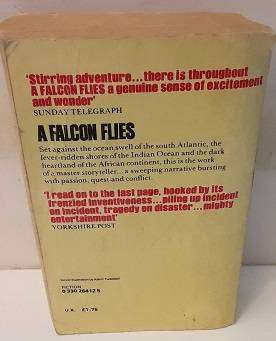 'Stirring adventure...there is throughout
A FALCON FLIES a genuine sense of excitement
and wonder'
SUNDAY TELEGRAPH
A FALCON FLIES
Set against the ocean swell of the south Atlantic, the
fever-ridden shores of the Indian Ocean and the dark
heartland of the African continent, this is the work
of a master storyteller... a sweeping narrative bursting
with passion, quest and conflict.
'I read on to the last page, hooked by its
frenzied inventiveness...piling up incident
on incident, tragedy on disaster...mighty
entertainment'
YORKSHIRE POST
Cover illustration by
FICTION
0 330 26412 5
U.K. £1.75